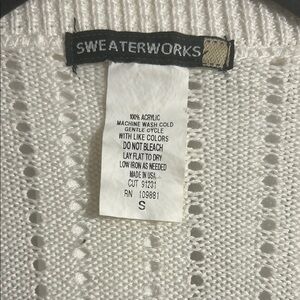 SWEATERWORKS
100% ACRYLIC
MACHINE WASH COLD
GENTLE CYCLE
WITH LIKE COLORS
DO NOT BLEACH
LAY FLAT TO DRY
LOW IRON AS NEEDED
MADE IN USA
CUT 91231
RN 109881
S